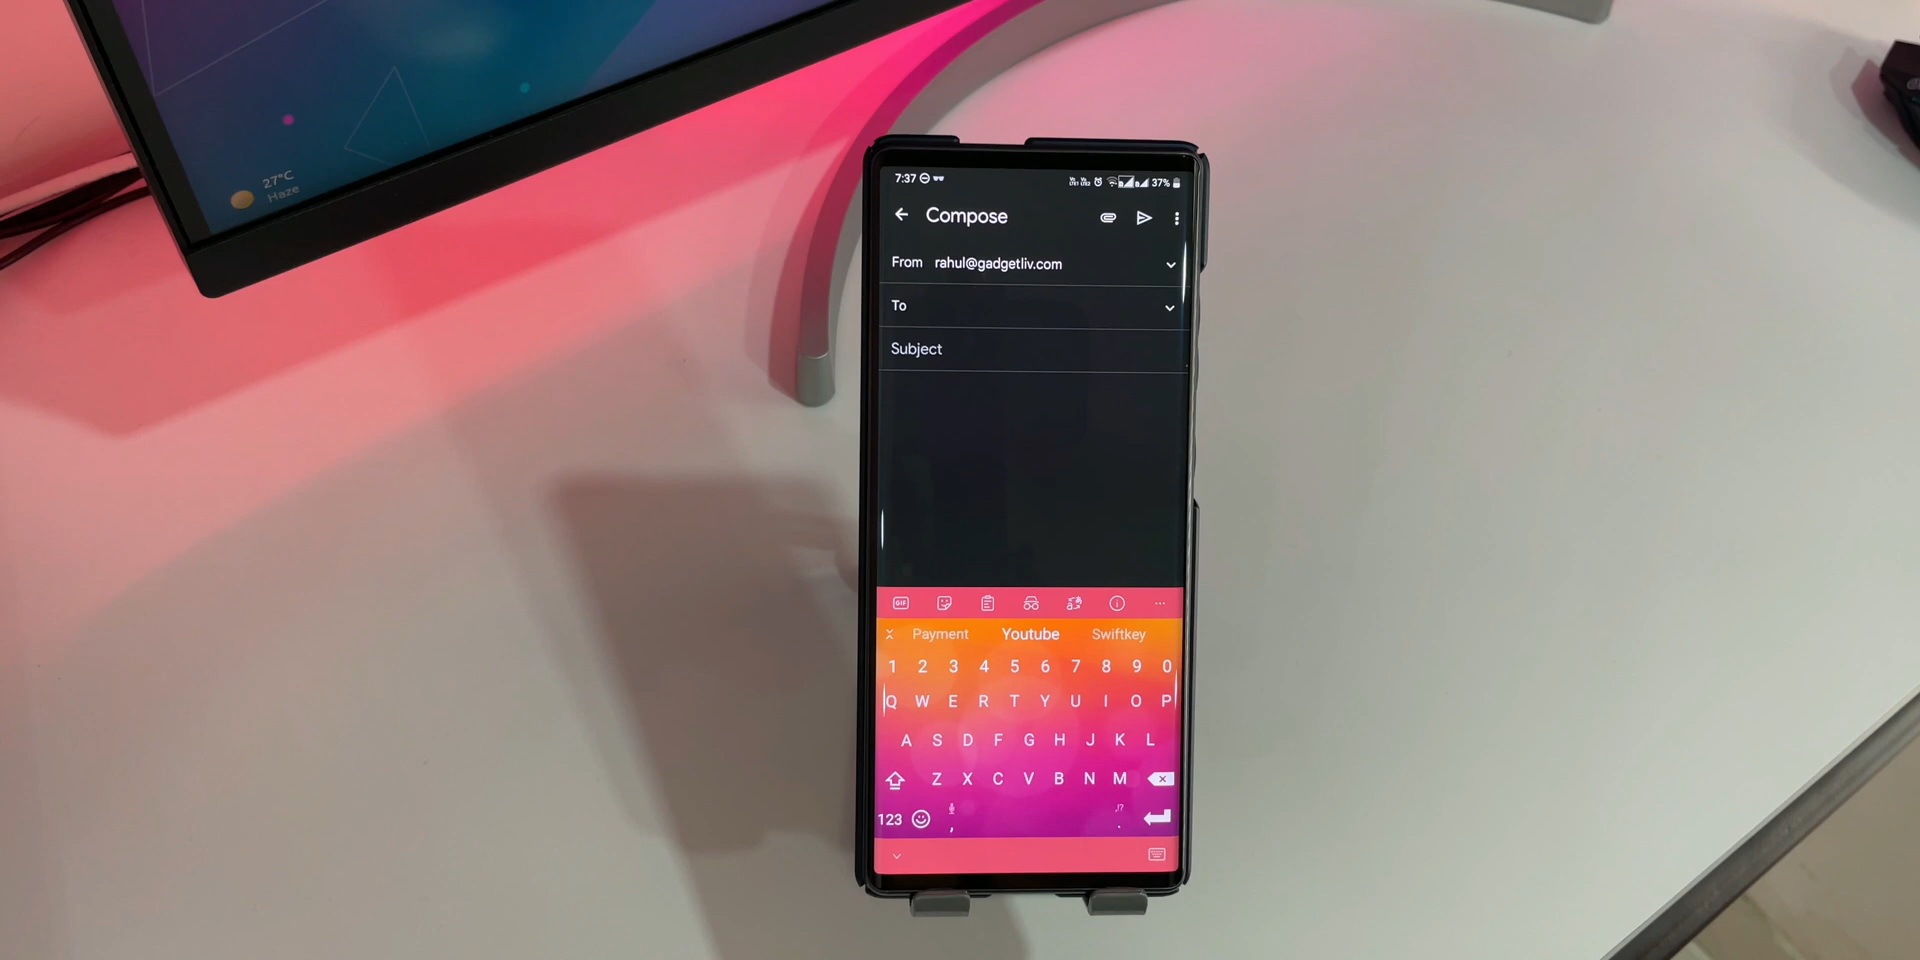 27°C
Haze
7:37 37%
Compose
From rahul@gadgetliv.com
To
Subject
GIF
Payment Youtube Swiftkey
1 2 3 4 5 6 7 8 9 0
Q W E R T Y U I O P
A S D F G H J K L
Z X C V B N M
123 , .